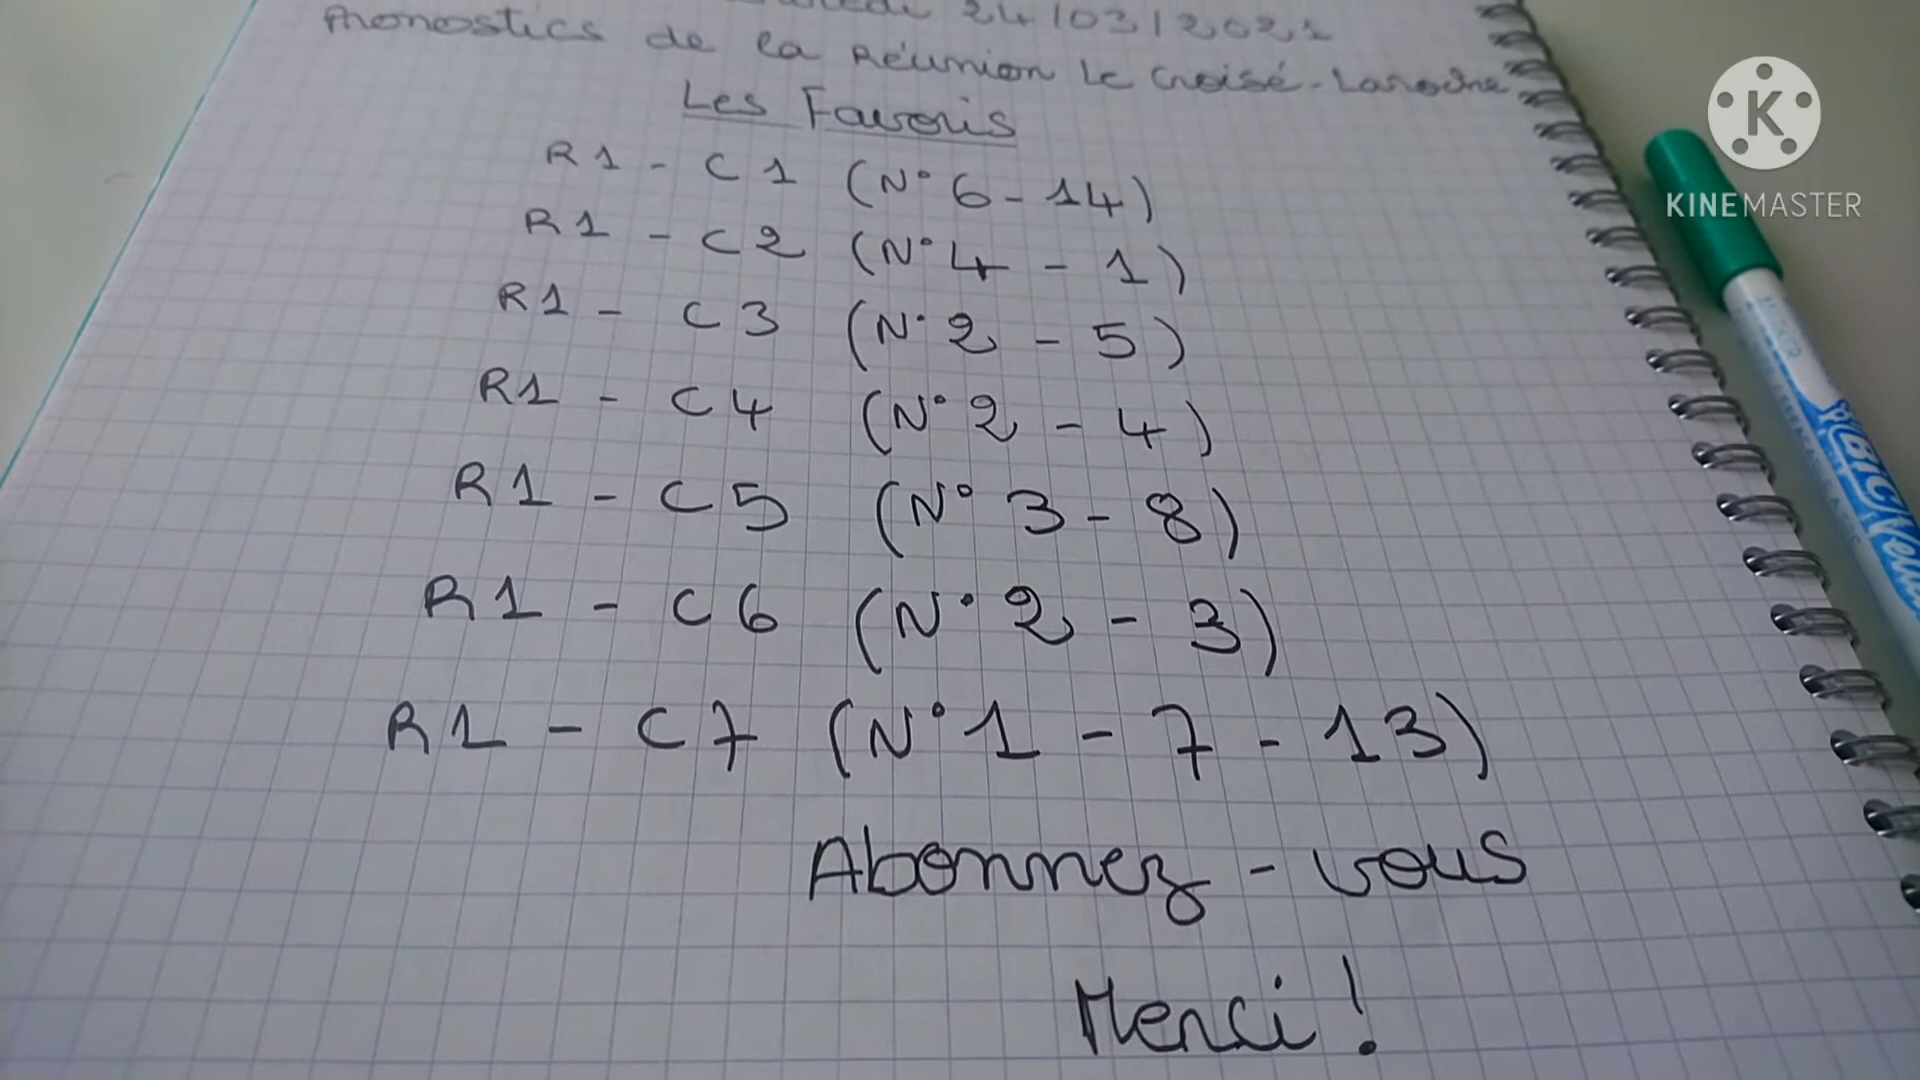 24/03/2021
Pronostics de la Réunion Le Croisé-Laroche
Les Favoris
R1 - C1 (N° 6 - 14)
R1 - C2 (N° 4 - 1)
R1 - C3 (N° 2 - 5)
R1 - C4 (N° 2 - 4)
R1 - C5 (N° 3 - 8)
R1 - C6 (N° 2 - 3)
R1 - C7 (N° 1 - 7 - 13)
Abonnez-vous
Merci !
K
KINEMASTER
BIC